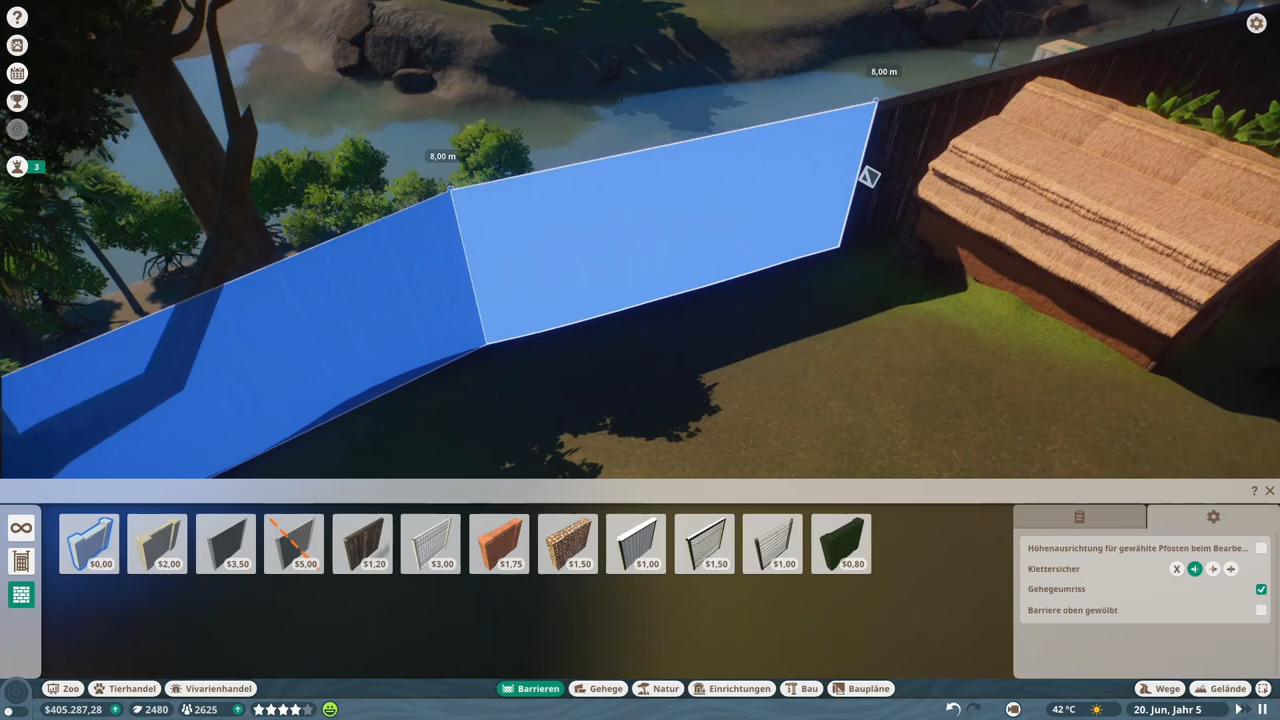 8,00 m
8,00 m
3
?
$0,00
$2,00
$3,50
$5,00
$1,20
$3,00
$1,75
$1,50
$1,00
$1,50
$1,00
$0,80
Höhenausrichtung für gewählte Pfosten beim Bearbe...
Klettersicher
Gehegeumriss
Barriere oben gewölbt
Zoo
Tierhandel
Vivarienhandel
Barrieren
Gehege
Natur
Einrichtungen
Bau
Baupläne
Wege
Gelände
$405.287,28
2480
2625
42 °C
20. Jun, Jahr 5